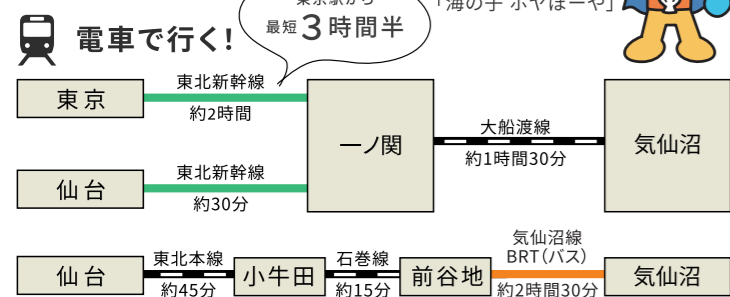 東京駅から
最短3時間半
「海の子 ホヤぼーや」
電車で行く!
東京
東北新幹線
約2時間
仙台
東北新幹線
約30分
一ノ関
大船渡線
約1時間30分
気仙沼
仙台
東北本線
約45分
小牛田
石巻線
約15分
前谷地
気仙沼線
BRT(バス)
約2時間30分
気仙沼